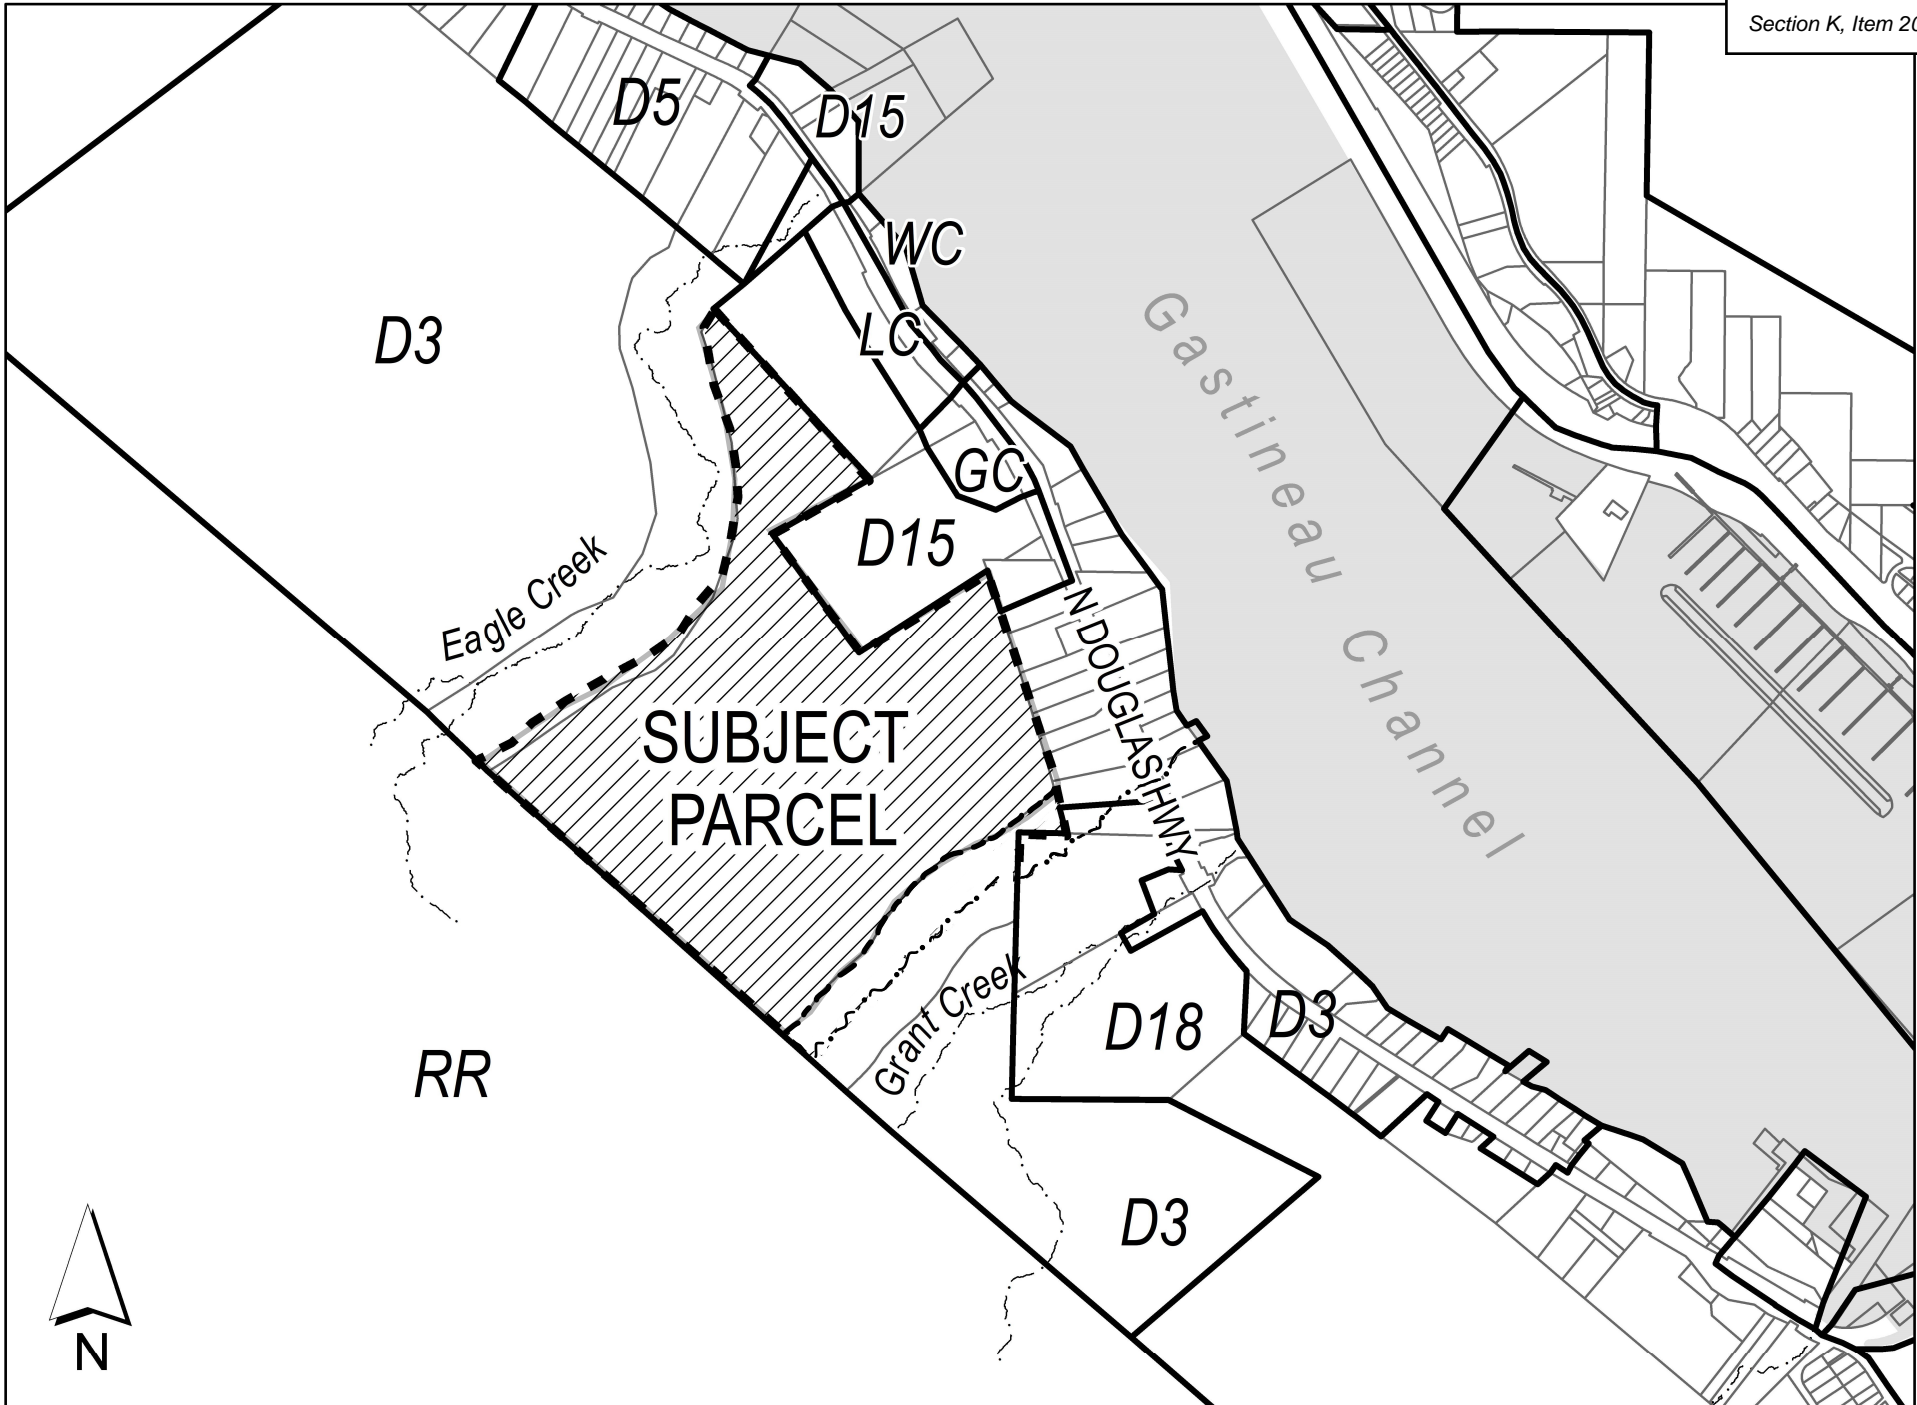 Section K, Item 20
D5
D15
WC
D3
LC
Gastineau Channel
GC
D15
Eagle Creek
N DOUGLAS HWY
SUBJECT
PARCEL
Grant Creek
D18
D3
RR
D3
N